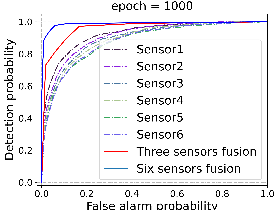 epoch = 1000
Detection probability
1.0
0.8
0.6
0.4
0.2
0.0
Sensor1
Sensor2
Sensor3
Sensor4
Sensor5
Sensor6
Three sensors fusion
Six sensors fusion
0.0
0.2
0.4
0.6
0.8
1.0
False alarm probability